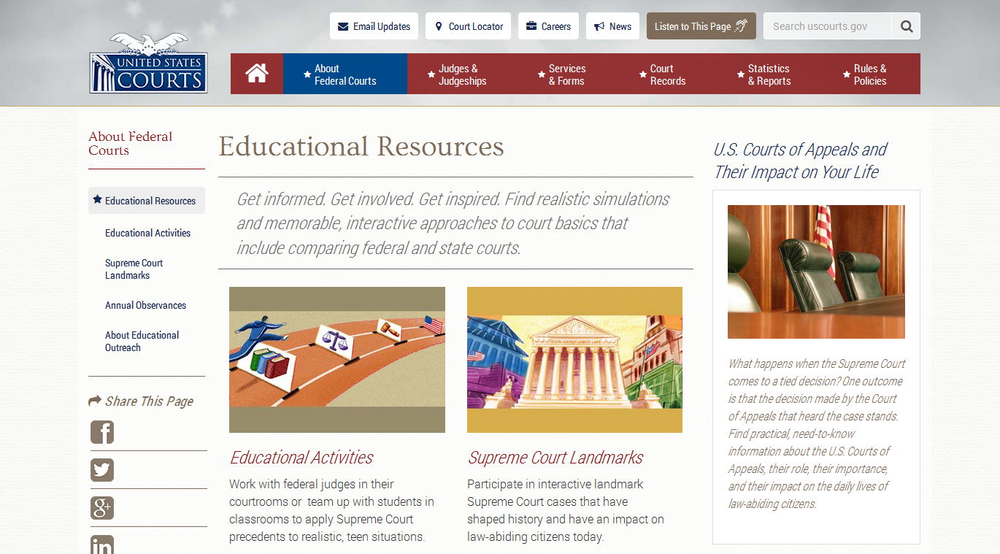 Email Updates
Court Locator
Careers
News
Listen to This Page
Search uscourts.gov
UNITED STATES
COURTS
About
Federal Courts
Judges &
Judgeships
Services
& Forms
Court
Records
Statistics
& Reports
Rules &
Policies
About Federal
Courts
Educational Resources
Educational Activities
Supreme Court
Landmarks
Annual Observances
About Educational
Outreach
Share This Page
Educational Resources
Get informed. Get involved. Get inspired. Find realistic simulations
and memorable, interactive approaches to court basics that
include comparing federal and state courts.
Educational Activities
Work with federal judges in their
courtrooms or  team up with students in
classrooms to apply Supreme Court
precedents to realistic, teen situations.
Supreme Court Landmarks
Participate in interactive landmark
Supreme Court cases that have
shaped history and have an impact on
law-abiding citizens today.
U.S. Courts of Appeals and
Their Impact on Your Life
What happens when the Supreme Court
comes to a tied decision? One outcome
is that the decision made by the Court
of Appeals that heard the case stands.
Find practical, need-to-know
information about the U.S. Courts of
Appeals, their role, their importance,
and their impact on the daily lives of
law-abiding citizens.